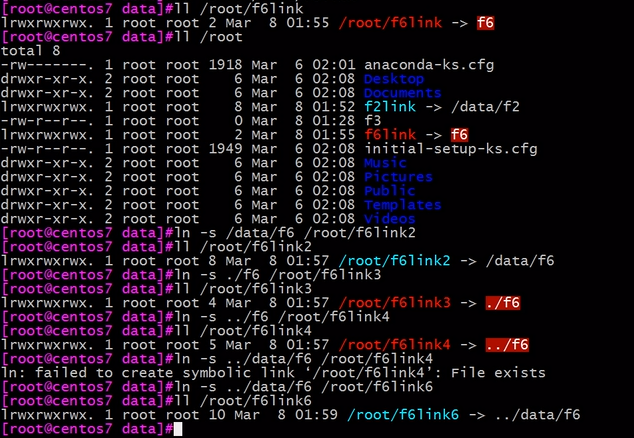 [root@centos7 data]#ll /root/f6link
lrwxrwxrwx. 1 root root 2 Mar  8 01:55 /root/f6link -> f6
[root@centos7 data]#ll /root
total 8
-rw-------. 1 root root 1918 Mar  6 02:01 anaconda-ks.cfg
drwxr-xr-x. 2 root root    6 Mar  6 02:08 Desktop
drwxr-xr-x. 2 root root    6 Mar  6 02:08 Documents
lrwxrwxrwx. 1 root root    8 Mar  8 01:52 f2link -> /data/f2
-rw-r--r--. 1 root root    0 Mar  8 01:28 f3
lrwxrwxrwx. 1 root root    2 Mar  8 01:55 f6link -> f6
-rw-r--r--. 1 root root 1949 Mar  6 02:08 initial-setup-ks.cfg
drwxr-xr-x. 2 root root    6 Mar  6 02:08 Music
drwxr-xr-x. 2 root root    6 Mar  6 02:08 Pictures
drwxr-xr-x. 2 root root    6 Mar  6 02:08 Public
drwxr-xr-x. 2 root root    6 Mar  6 02:08 Templates
drwxr-xr-x. 2 root root    6 Mar  6 02:08 Videos
[root@centos7 data]#ln -s /data/f6 /root/f6link2
[root@centos7 data]#ll /root/f6link2
lrwxrwxrwx. 1 root root 8 Mar  8 01:57 /root/f6link2 -> /data/f6
[root@centos7 data]#ln -s ./f6 /root/f6link3
[root@centos7 data]#ll /root/f6link3
lrwxrwxrwx. 1 root root 4 Mar  8 01:57 /root/f6link3 -> ./f6
[root@centos7 data]#ln -s ../f6 /root/f6link4
[root@centos7 data]#ll /root/f6link4
lrwxrwxrwx. 1 root root 5 Mar  8 01:57 /root/f6link4 -> ../f6
[root@centos7 data]#ln -s ../data/f6 /root/f6link4
ln: failed to create symbolic link ‘/root/f6link4’: File exists
[root@centos7 data]#ln -s ../data/f6 /root/f6link6
[root@centos7 data]#ll /root/f6link6
lrwxrwxrwx. 1 root root 10 Mar  8 01:59 /root/f6link6 -> ../data/f6
[root@centos7 data]#